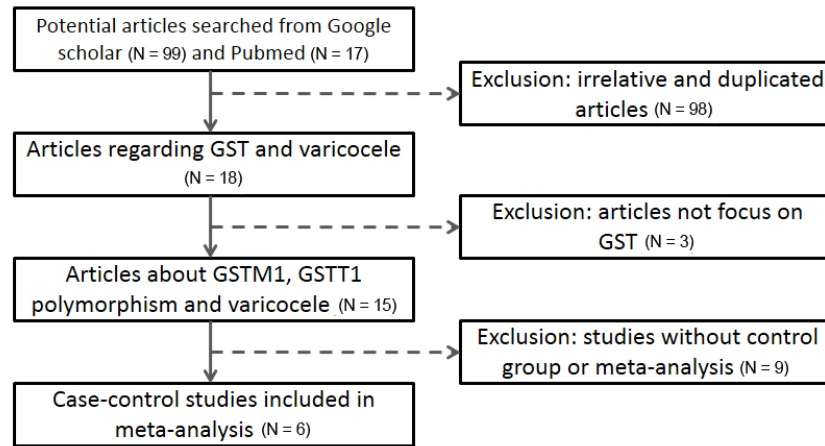 Potential articles searched from Google
scholar (N = 99) and Pubmed (N = 17)
Exclusion: irrelative and duplicated
articles (N = 98)
Articles regarding GST and varicocele
(N = 18)
Exclusion: articles not focus on
GST (N = 3)
Articles about GSTM1, GSTT1
polymorphism and varicocele (N = 15)
Exclusion: studies without control
group or meta-analysis (N = 9)
Case-control studies included in
meta-analysis (N = 6)